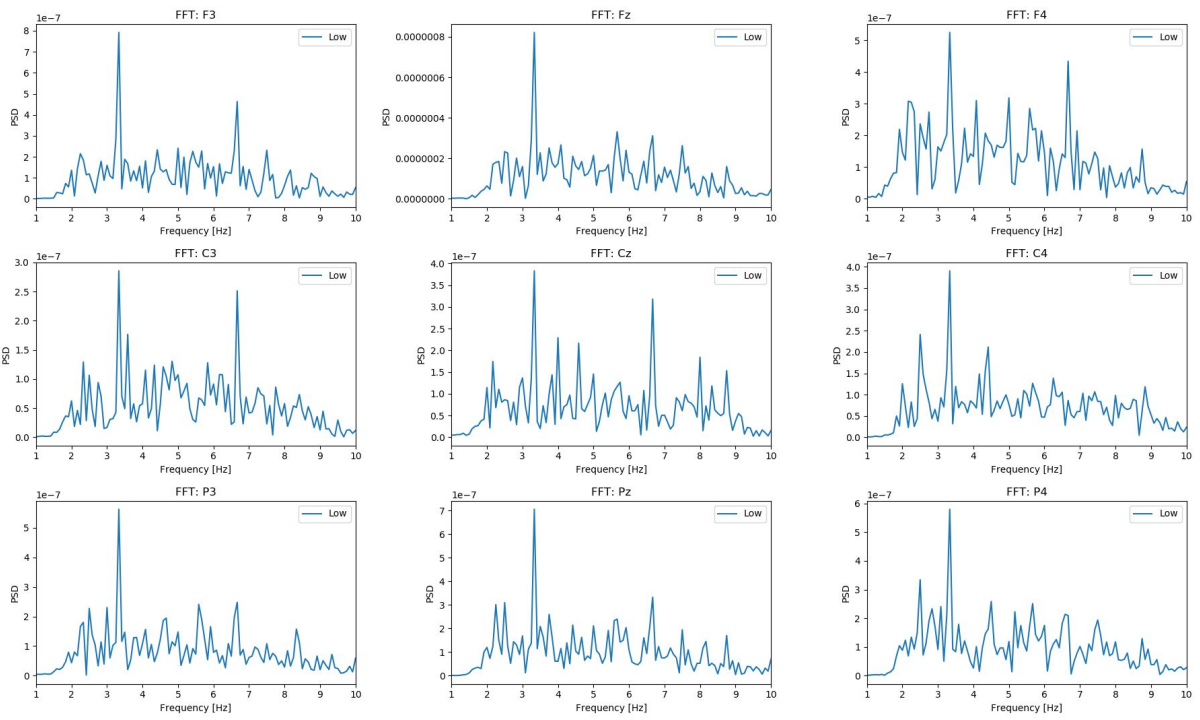 FFT: F3
1e−7
Low
PSD
8
7
6
5
4
3
2
1
0
1 2 3 4 5 6 7 8 9 10
Frequency [Hz]
FFT: Fz
Low
PSD
0.0000008
0.0000006
0.0000004
0.0000002
0.0000000
1 2 3 4 5 6 7 8 9 10
Frequency [Hz]
FFT: F4
1e−7
Low
PSD
5
4
3
2
1
0
1 2 3 4 5 6 7 8 9 10
Frequency [Hz]
FFT: C3
1e−7
Low
PSD
3.0
2.5
2.0
1.5
1.0
0.5
0.0
1 2 3 4 5 6 7 8 9 10
Frequency [Hz]
FFT: Cz
1e−7
Low
PSD
4.0
3.5
3.0
2.5
2.0
1.5
1.0
0.5
0.0
1 2 3 4 5 6 7 8 9 10
Frequency [Hz]
FFT: C4
1e−7
Low
PSD
4.0
3.5
3.0
2.5
2.0
1.5
1.0
0.5
0.0
1 2 3 4 5 6 7 8 9 10
Frequency [Hz]
FFT: P3
1e−7
Low
PSD
5
4
3
2
1
0
1 2 3 4 5 6 7 8 9 10
Frequency [Hz]
FFT: Pz
1e−7
Low
PSD
7
6
5
4
3
2
1
0
1 2 3 4 5 6 7 8 9 10
Frequency [Hz]
FFT: P4
1e−7
Low
PSD
6
5
4
3
2
1
0
1 2 3 4 5 6 7 8 9 10
Frequency [Hz]